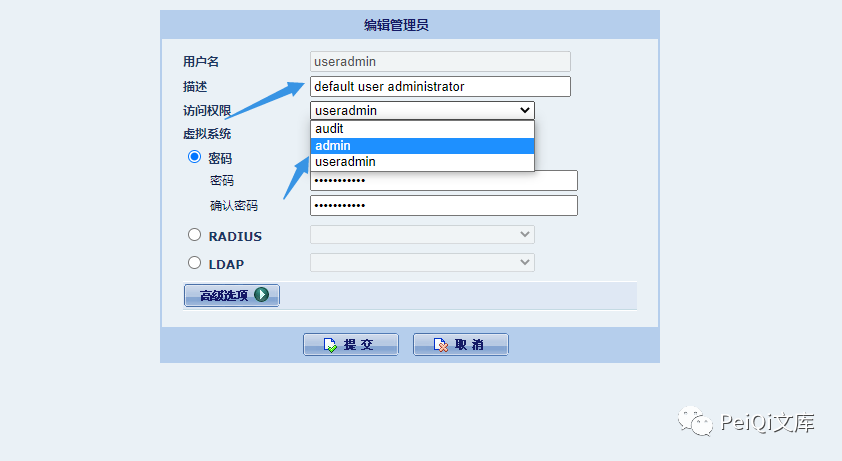 编辑管理员
用户名 useradmin
描述 default user administrator
访问权限 useradmin
audit
虚拟系统
admin
密码
useradmin
密码 •••••••••••
确认密码 •••••••••••
RADIUS
LDAP
高级选项
提交 取消
PeiQi文库